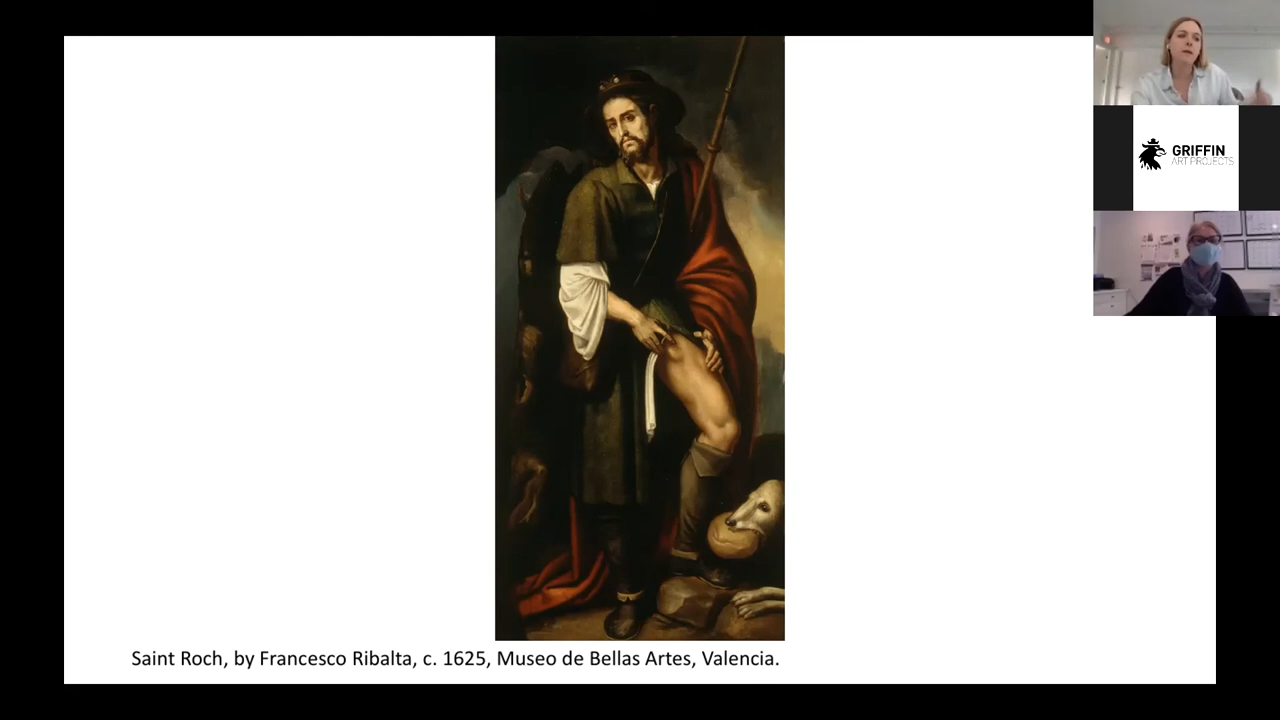 GRIFFIN
ART PROJECTS
Saint Roch, by Francesco Ribalta, c. 1625, Museo de Bellas Artes, Valencia.